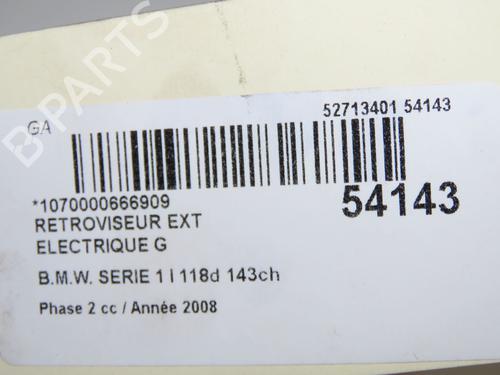 B-PARTS
GA
52713401 54143
*1070000666909
54143
RETROVISEUR EXT
ELECTRIQUE G
B.M.W. SERIE 1 I 118d 143ch
Phase 2 cc / Année 2008